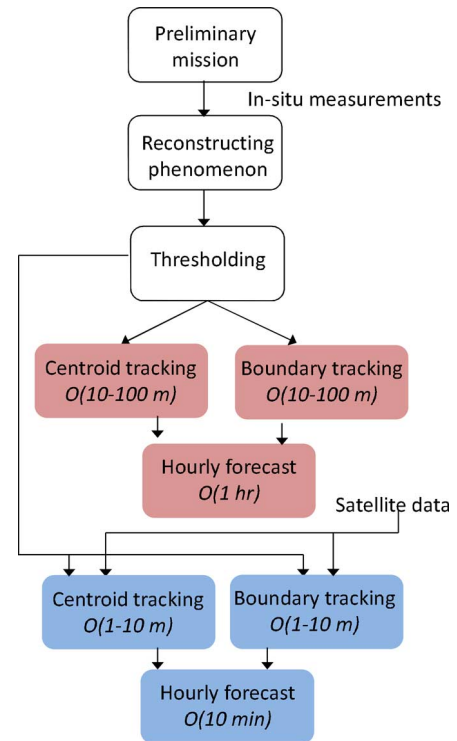 Preliminary
mission
In-situ measurements
Reconstructing
phenomenon
Thresholding
Centroid tracking
O(10-100 m)
Boundary tracking
O(10-100 m)
Hourly forecast
O(1 hr)
Satellite data
Centroid tracking
O(1-10 m)
Boundary tracking
O(1-10 m)
Hourly forecast
O(10 min)